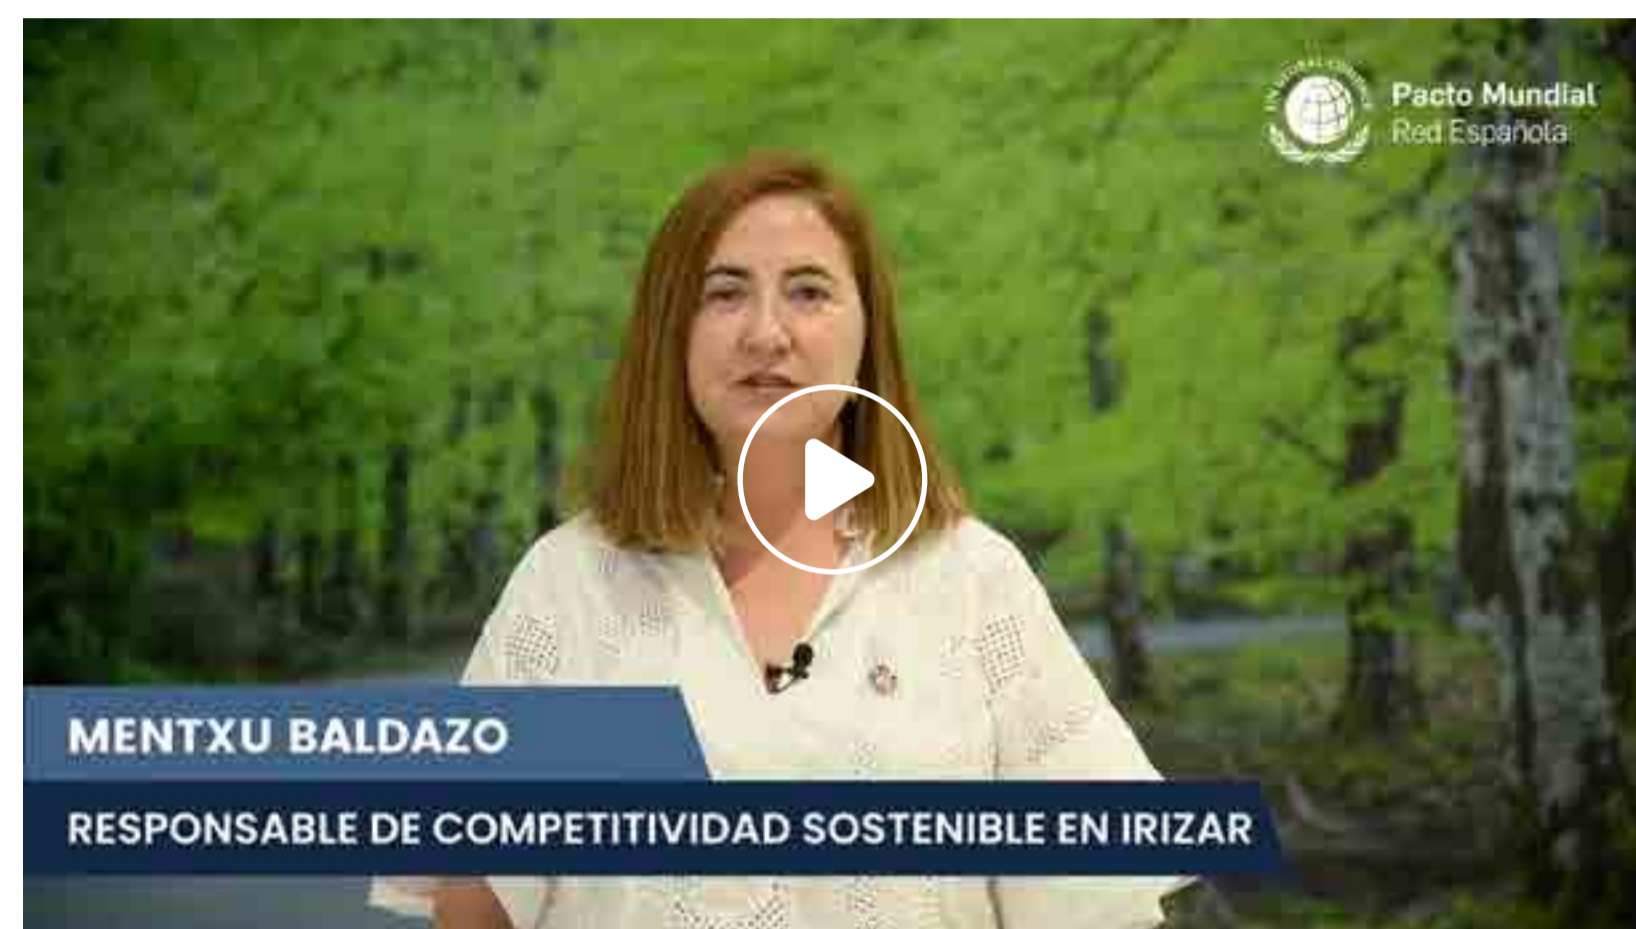 Pacto Mundial
Red Española
MENTXU BALDAZO
RESPONSABLE DE COMPETITIVIDAD SOSTENIBLE EN IRIZAR